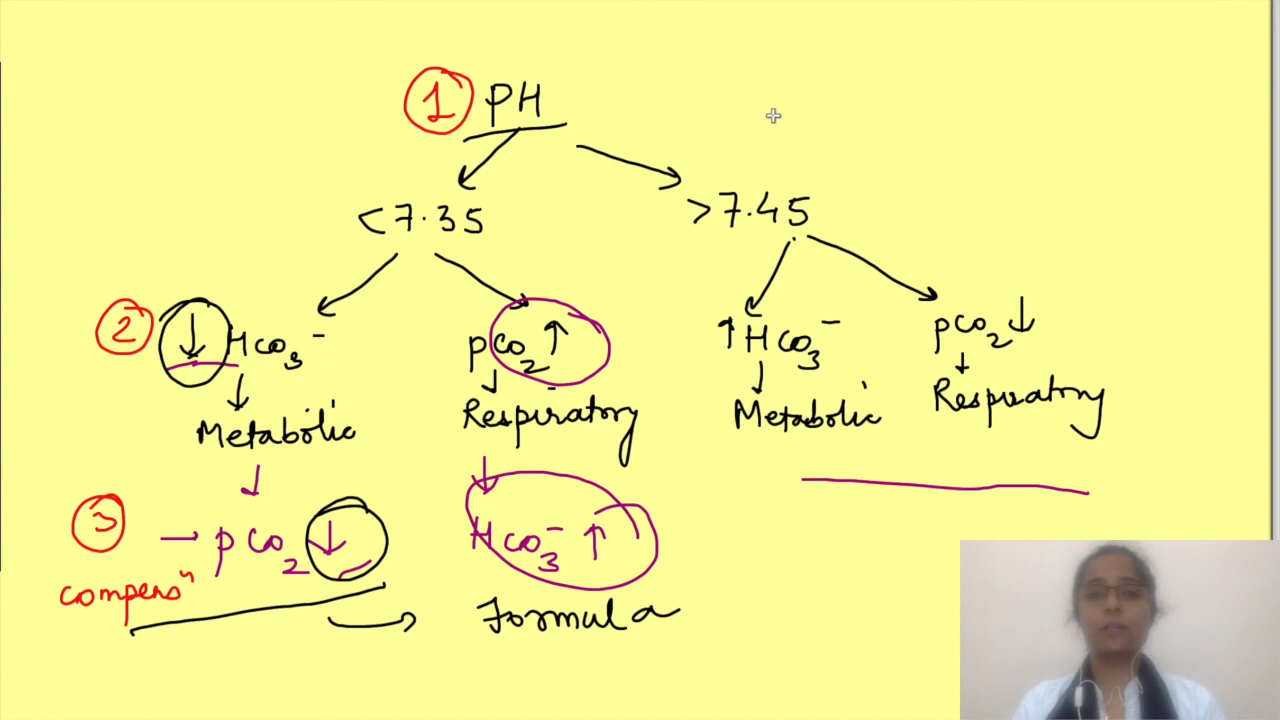 1 PH
<7.35 >7.45
2 ↓ HCO3⁻ pCO2 ↑ ↑HCO3⁻ pCO2 ↓
Metabolic Respiratory Metabolic Respiratory
3 → pCO2 ↓ HCO3⁻ ↑
compensⁿ
Formula